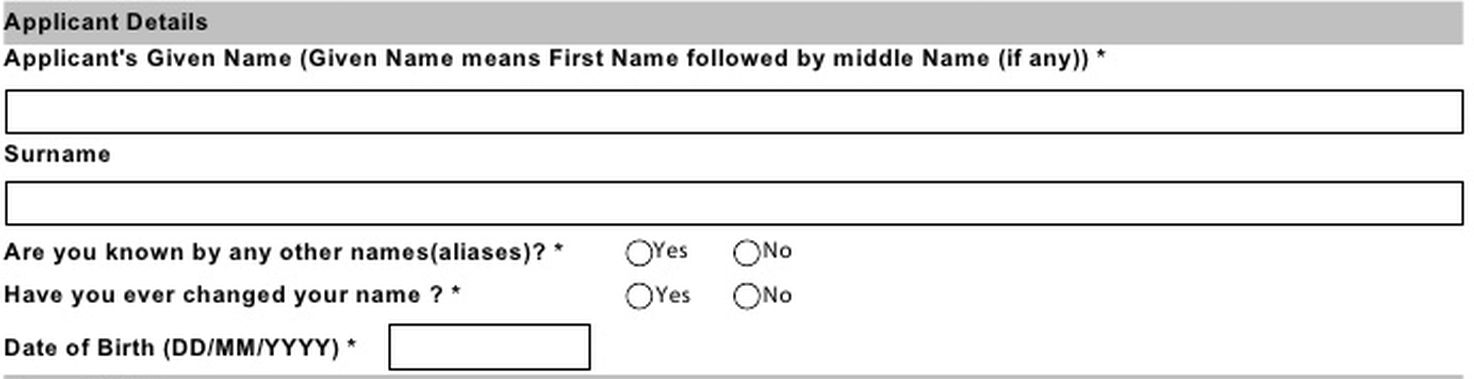 Applicant Details
Applicant's Given Name (Given Name means First Name followed by middle Name (if any)) *
Surname
Are you known by any other names(aliases)? * Yes No
Have you ever changed your name ? * Yes No
Date of Birth (DD/MM/YYYY) *